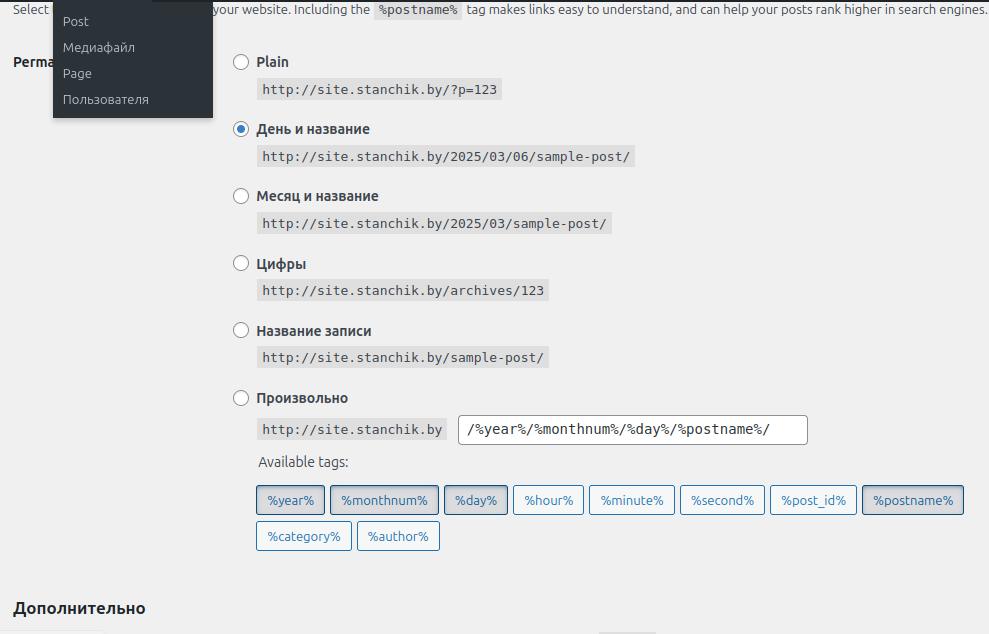 Select your website. Including the %postname% tag makes links easy to understand, and can help your posts rank higher in search engines.
Post
Медиафайл
Page
Пользователя
Plain
http://site.stanchik.by/?p=123
День и название
http://site.stanchik.by/2025/03/06/sample-post/
Месяц и название
http://site.stanchik.by/2025/03/sample-post/
Цифры
http://site.stanchik.by/archives/123
Название записи
http://site.stanchik.by/sample-post/
Произвольно
http://site.stanchik.by /%year%/%monthnum%/%day%/%postname%/
Available tags:
%year% %monthnum% %day% %hour% %minute% %second% %post_id% %postname%
%category% %author%
Дополнительно